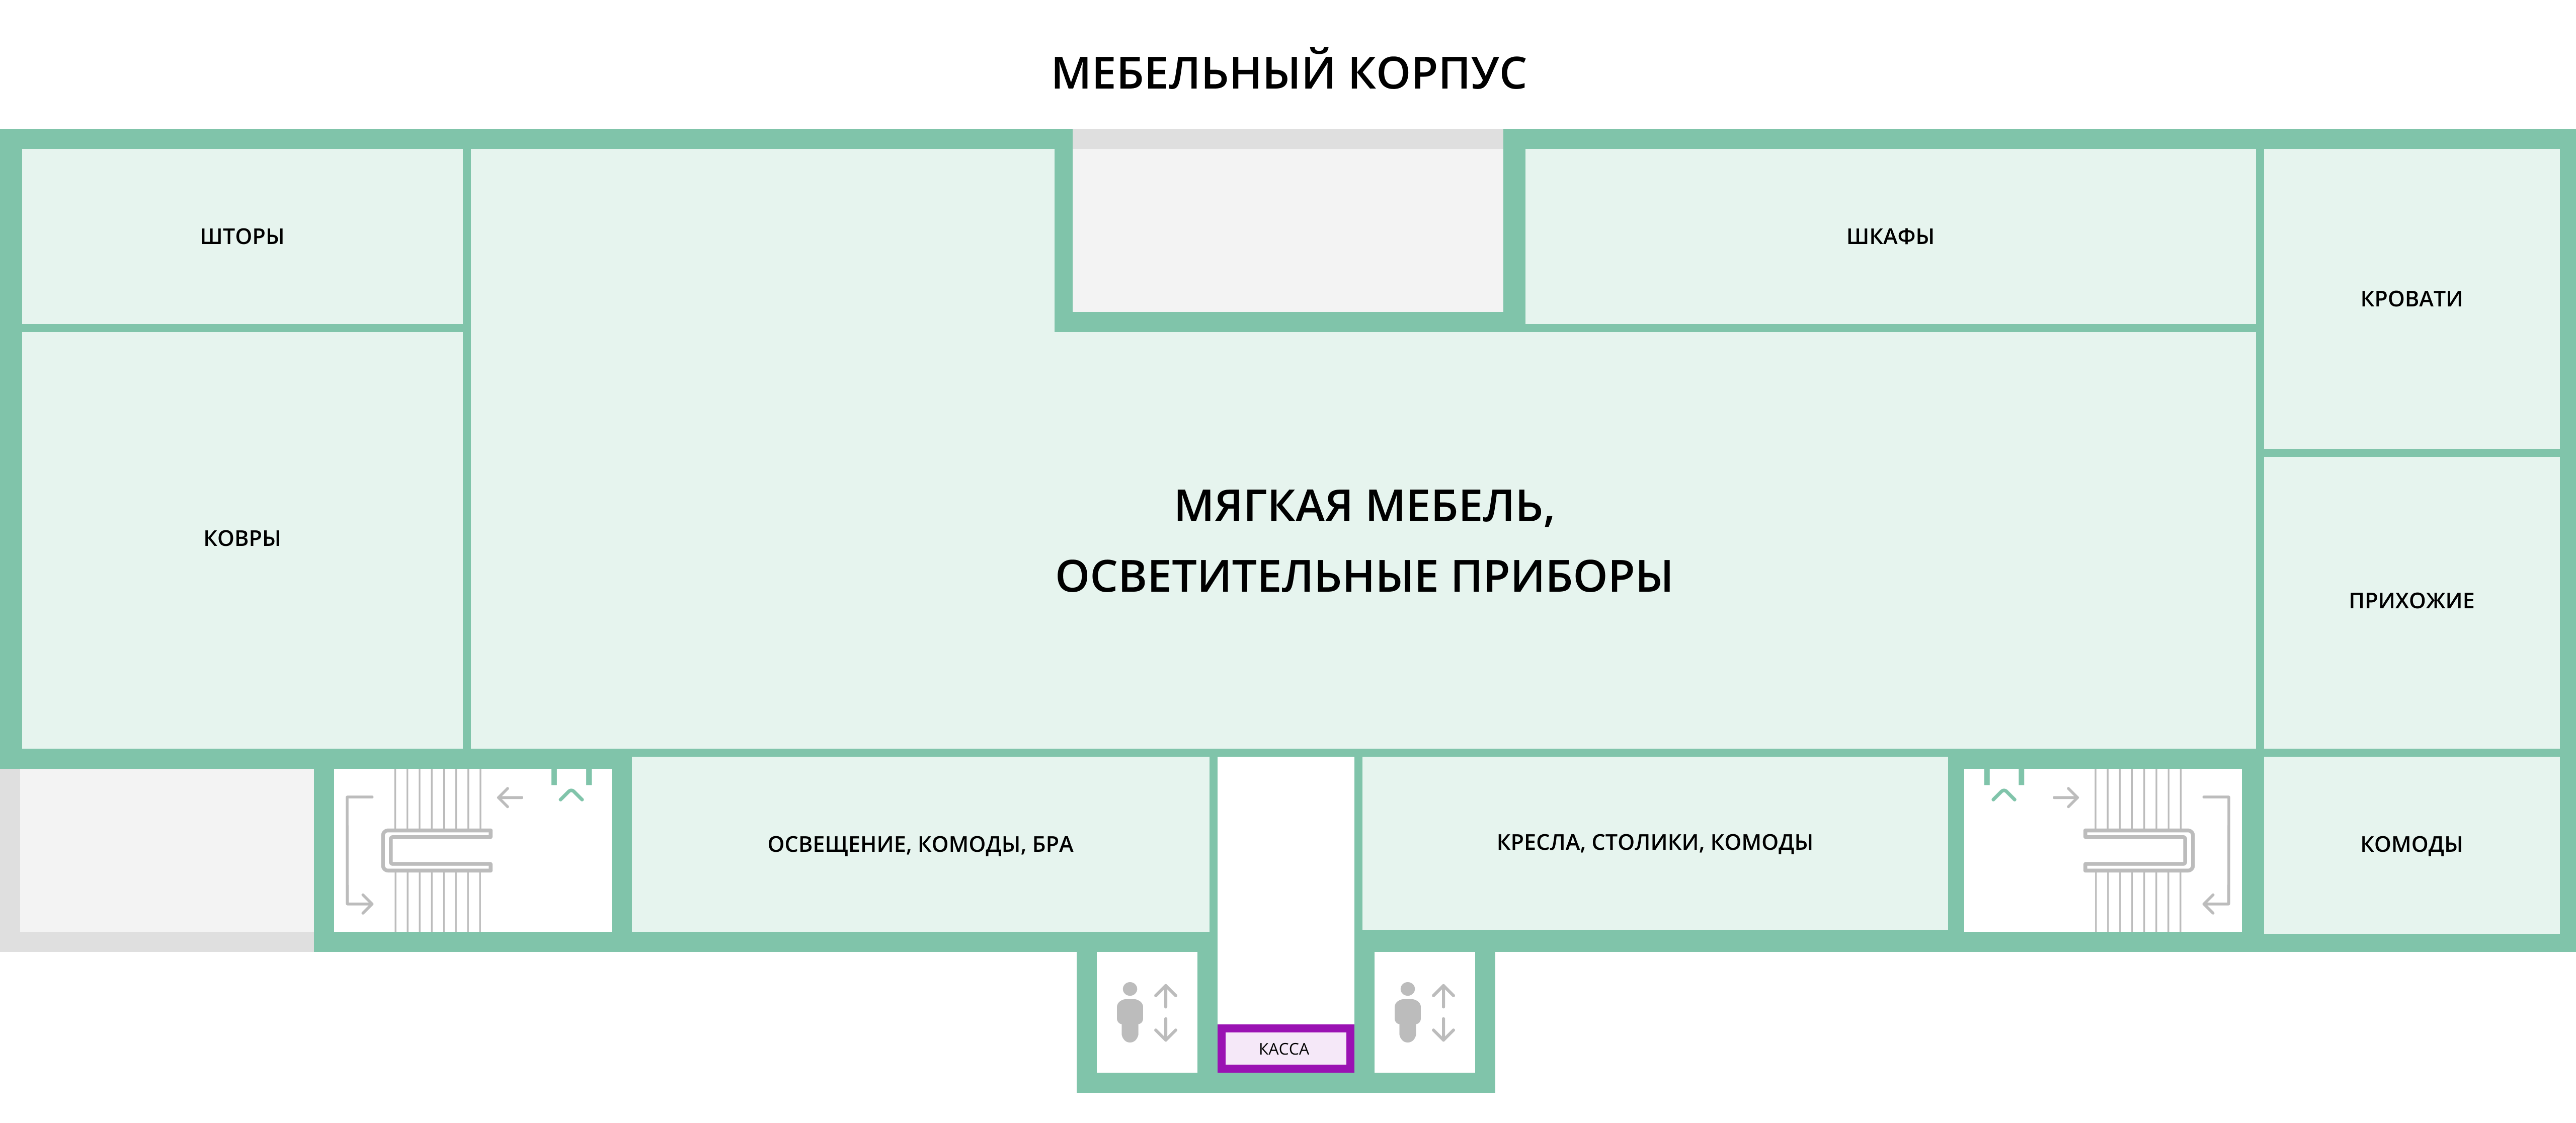 МЕБЕЛЬНЫЙ КОРПУС
ШТОРЫ
ШКАФЫ
КРОВАТИ
КОВРЫ
МЯГКАЯ МЕБЕЛЬ,
ОСВЕТИТЕЛЬНЫЕ ПРИБОРЫ
ПРИХОЖИЕ
ОСВЕЩЕНИЕ, КОМОДЫ, БРА
КРЕСЛА, СТОЛИКИ, КОМОДЫ
КОМОДЫ
КАССА